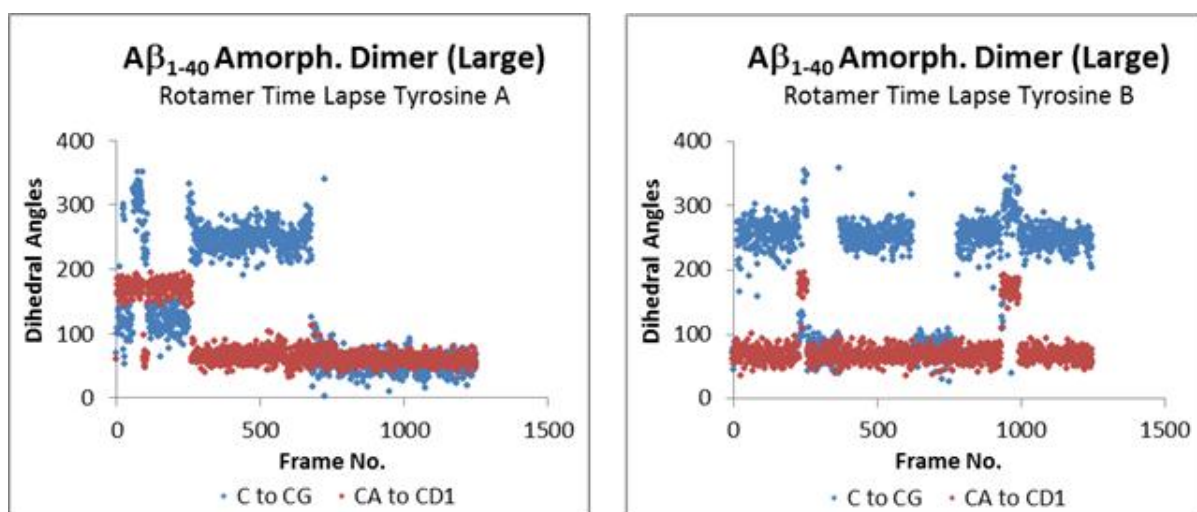 Aβ1-40 Amorph. Dimer (Large)
Rotamer Time Lapse Tyrosine A
Dihedral Angles
400
300
200
100
0
0 500 1000 1500
Frame No.
C to CG CA to CD1
Aβ1-40 Amorph. Dimer (Large)
Rotamer Time Lapse Tyrosine B
Dihedral Angles
400
300
200
100
0
0 500 1000 1500
Frame No.
C to CG CA to CD1